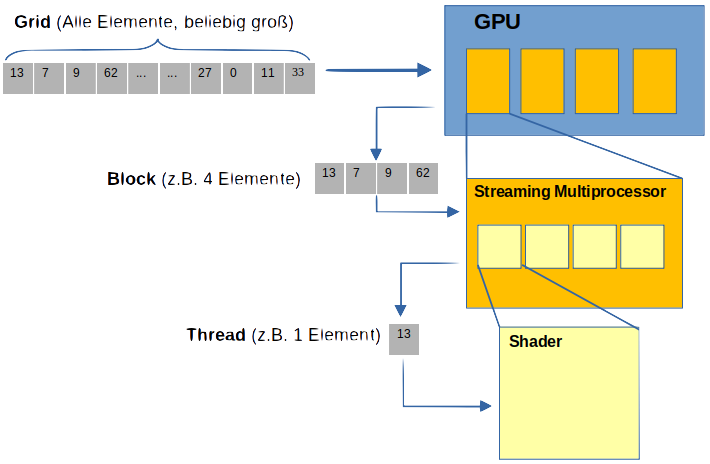 Grid (Alle Elemente, beliebig groß)
GPU
13 7 9 62 ... ... 27 0 11 33
Block (z.B. 4 Elemente)
13 7 9 62
Streaming Multiprocessor
Thread (z.B. 1 Element)
13
Shader